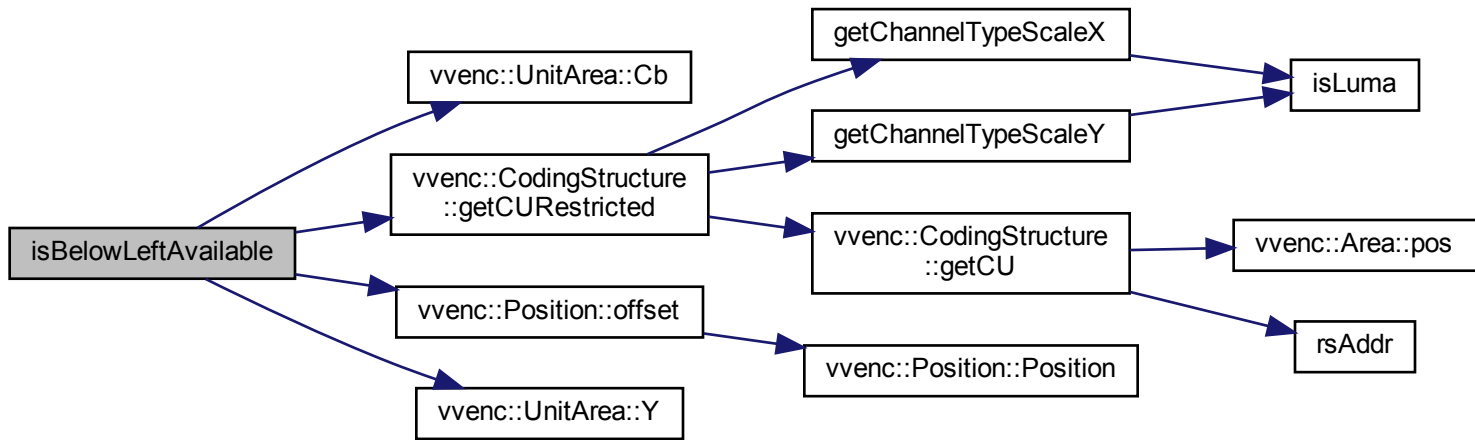 isBelowLeftAvailable
vvenc::UnitArea::Cb
vvenc::CodingStructure
::getCURestricted
vvenc::Position::offset
vvenc::UnitArea::Y
getChannelTypeScaleX
getChannelTypeScaleY
vvenc::CodingStructure
::getCU
vvenc::Position::Position
isLuma
vvenc::Area::pos
rsAddr